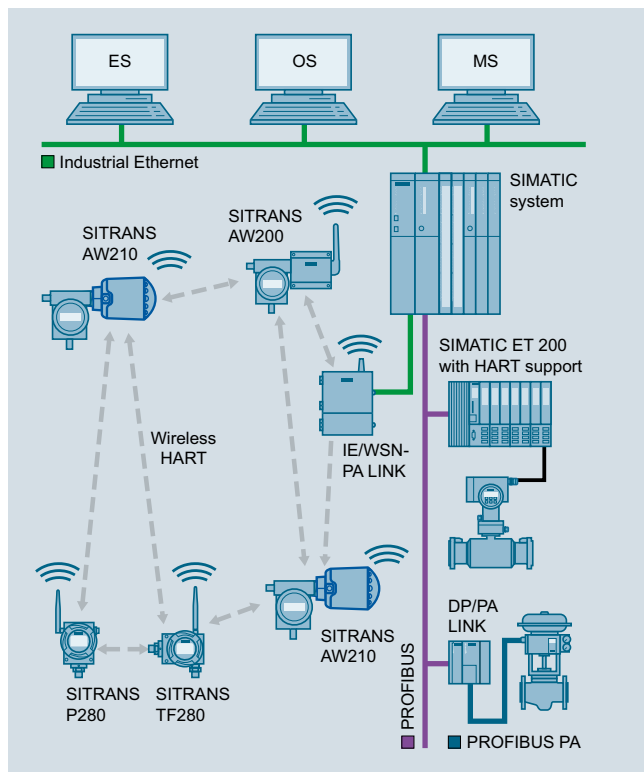 ES
OS
MS
Industrial Ethernet
SIMATIC
system
SITRANS
AW200
SITRANS
AW210
SIMATIC ET 200
with HART support
Wireless
HART
IE/WSN-
PA LINK
DP/PA
LINK
SITRANS
AW210
SITRANS
P280
SITRANS
TF280
PROFIBUS
PROFIBUS PA